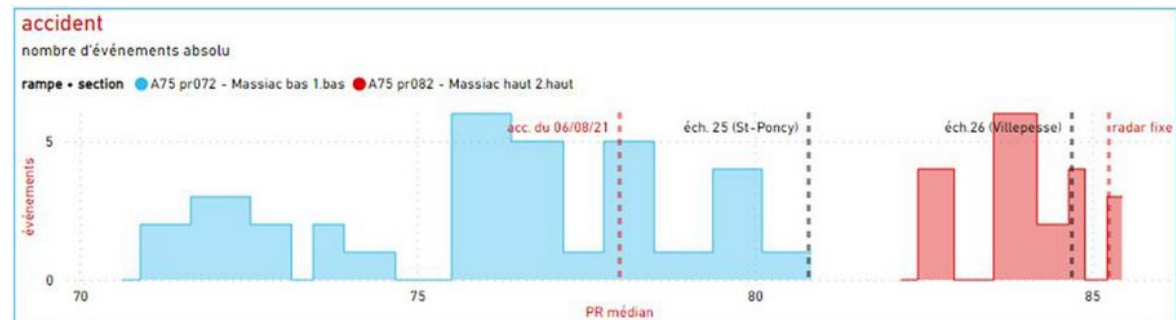 accident
nombre d'événements absolu
rampe • section A75 pr072 - Massiac bas 1.bas A75 pr082 - Massiac haut 2.haut
acc. du 06/08/21 éch. 25 (St-Poncy) éch.26 (Villepesse) radar fixe
événements
5
0
70 75 80 85
PR médian